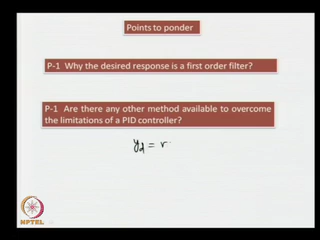 Points to ponder
P-1 Why the desired response is a first order filter?
P-1 Are there any other method available to overcome
the limitations of a PID controller?
y_d = r
NPTEL